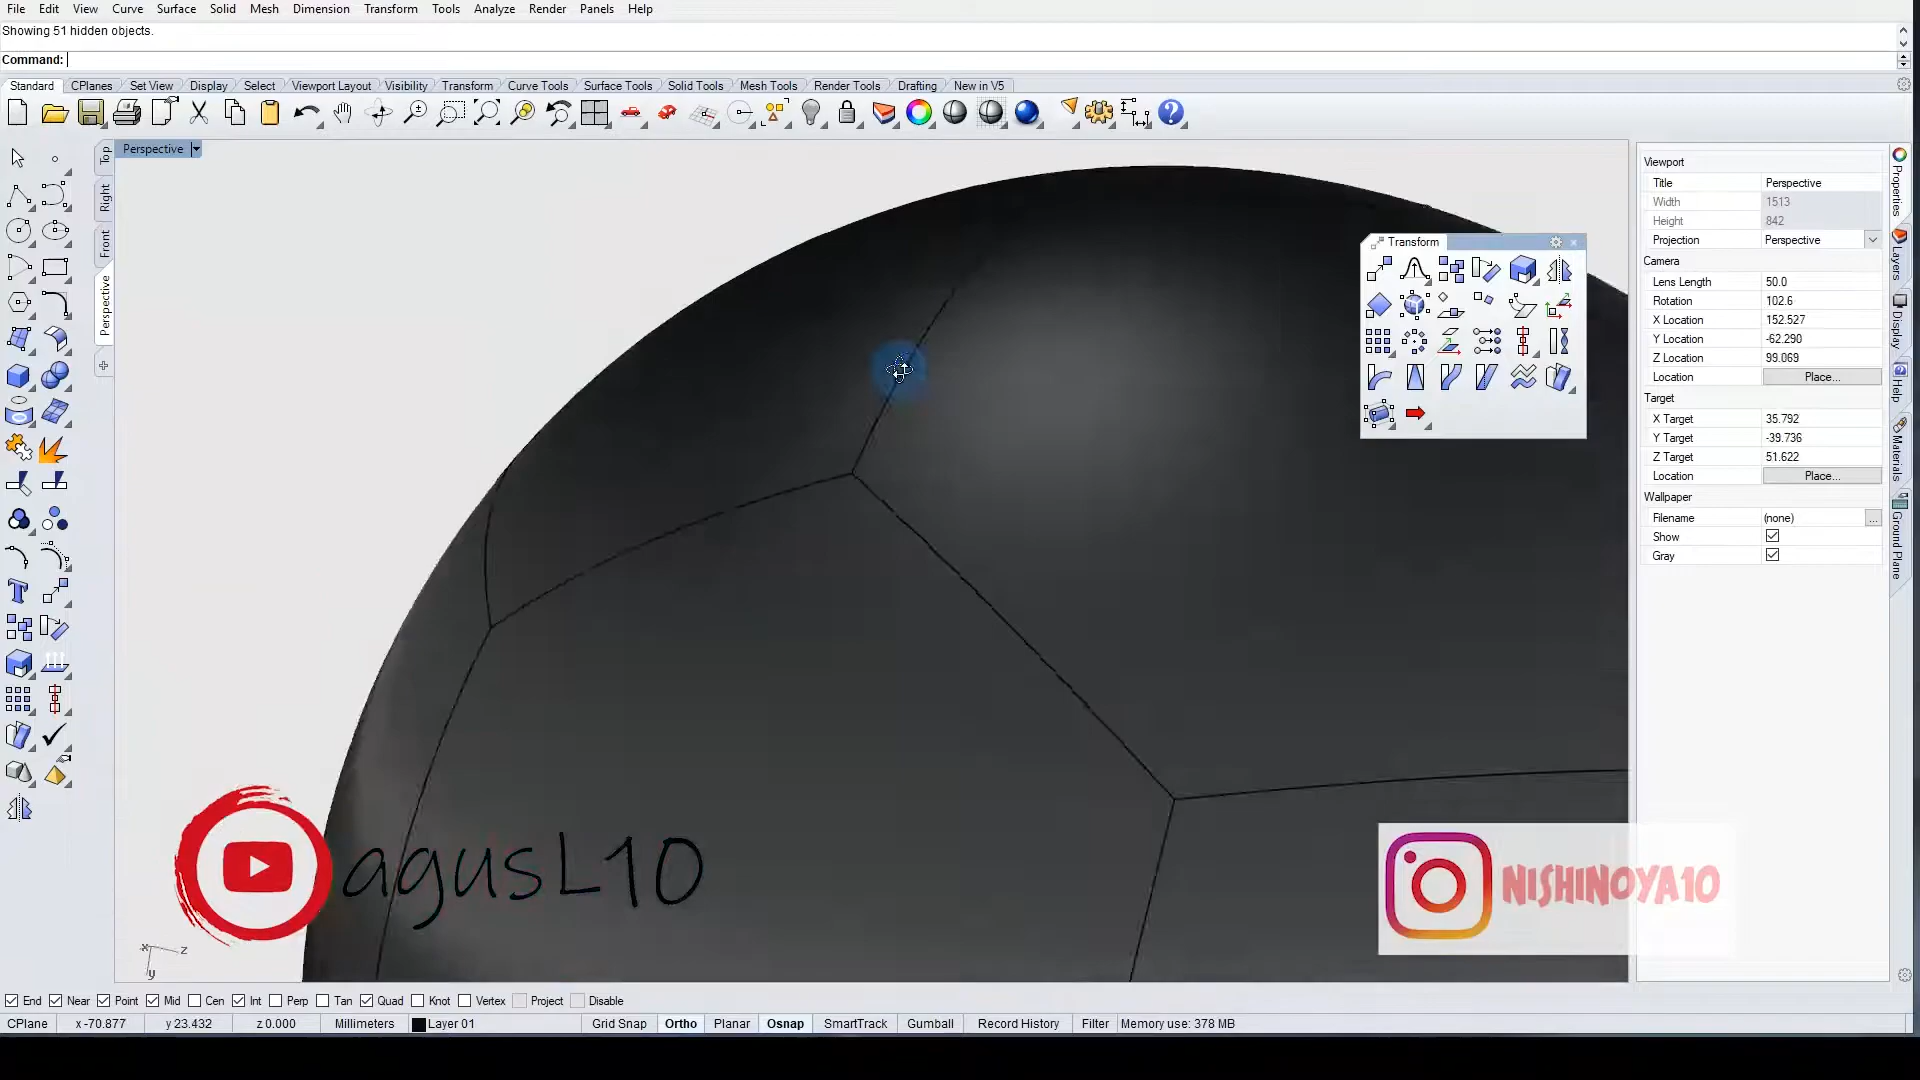 File Edit View Curve Surface Solid Mesh Dimension Transform Tools Analyze Render Panels Help
Showing 51 hidden objects.
Command:
Standard CPlanes Set View Display Select Viewport Layout Visibility Transform Curve Tools Surface Tools Solid Tools Mesh Tools Render Tools Drafting New in V5
Perspective
Top
Right
Front
Perspective
Transform
Viewport
Title Perspective
Width 1513
Height 842
Projection Perspective
Camera
Lens Length 50.0
Rotation 102.6
X Location 152.527
Y Location -62.290
Z Location 99.069
Location Place...
Target
X Target 35.792
Y Target -39.736
Z Target 51.622
Location Place...
Wallpaper
Filename (none) ...
Show
Gray
Properties
Layers
Display
Help
Materials
Ground Plane
agusL10
NISHINOYA10
x z
y
End Near Point Mid Cen Int Perp Tan Quad Knot Vertex Project Disable
CPlane x -70.877 y 23.432 z 0.000 Millimeters Layer 01 Grid Snap Ortho Planar Osnap SmartTrack Gumball Record History Filter Memory use: 378 MB